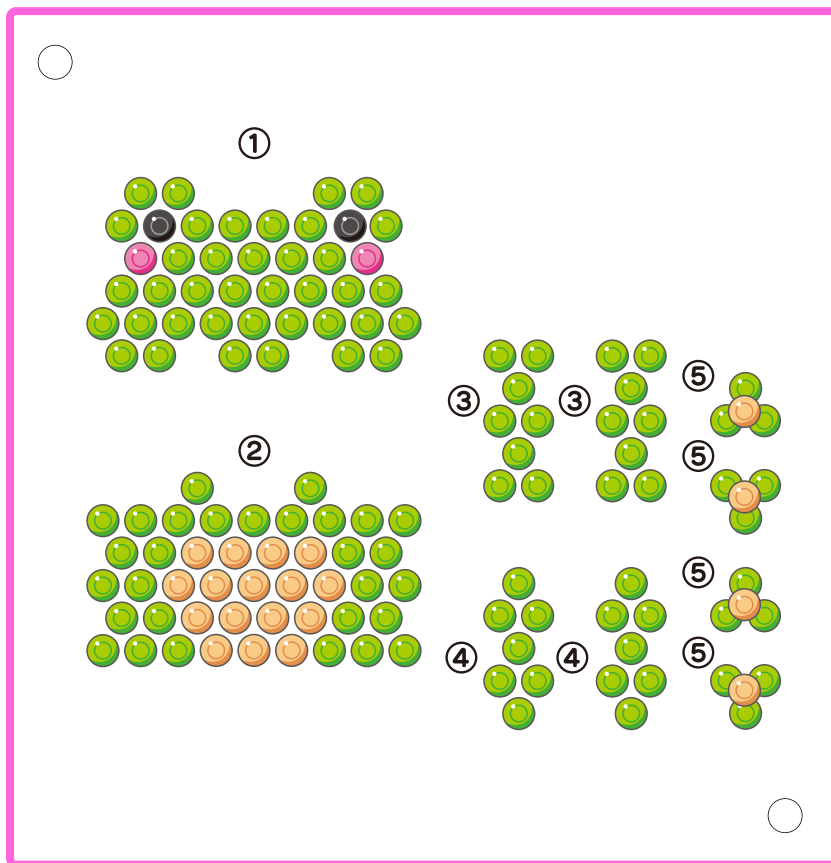 ①
②
③ ③ ⑤
⑤
④ ④ ⑤
⑤